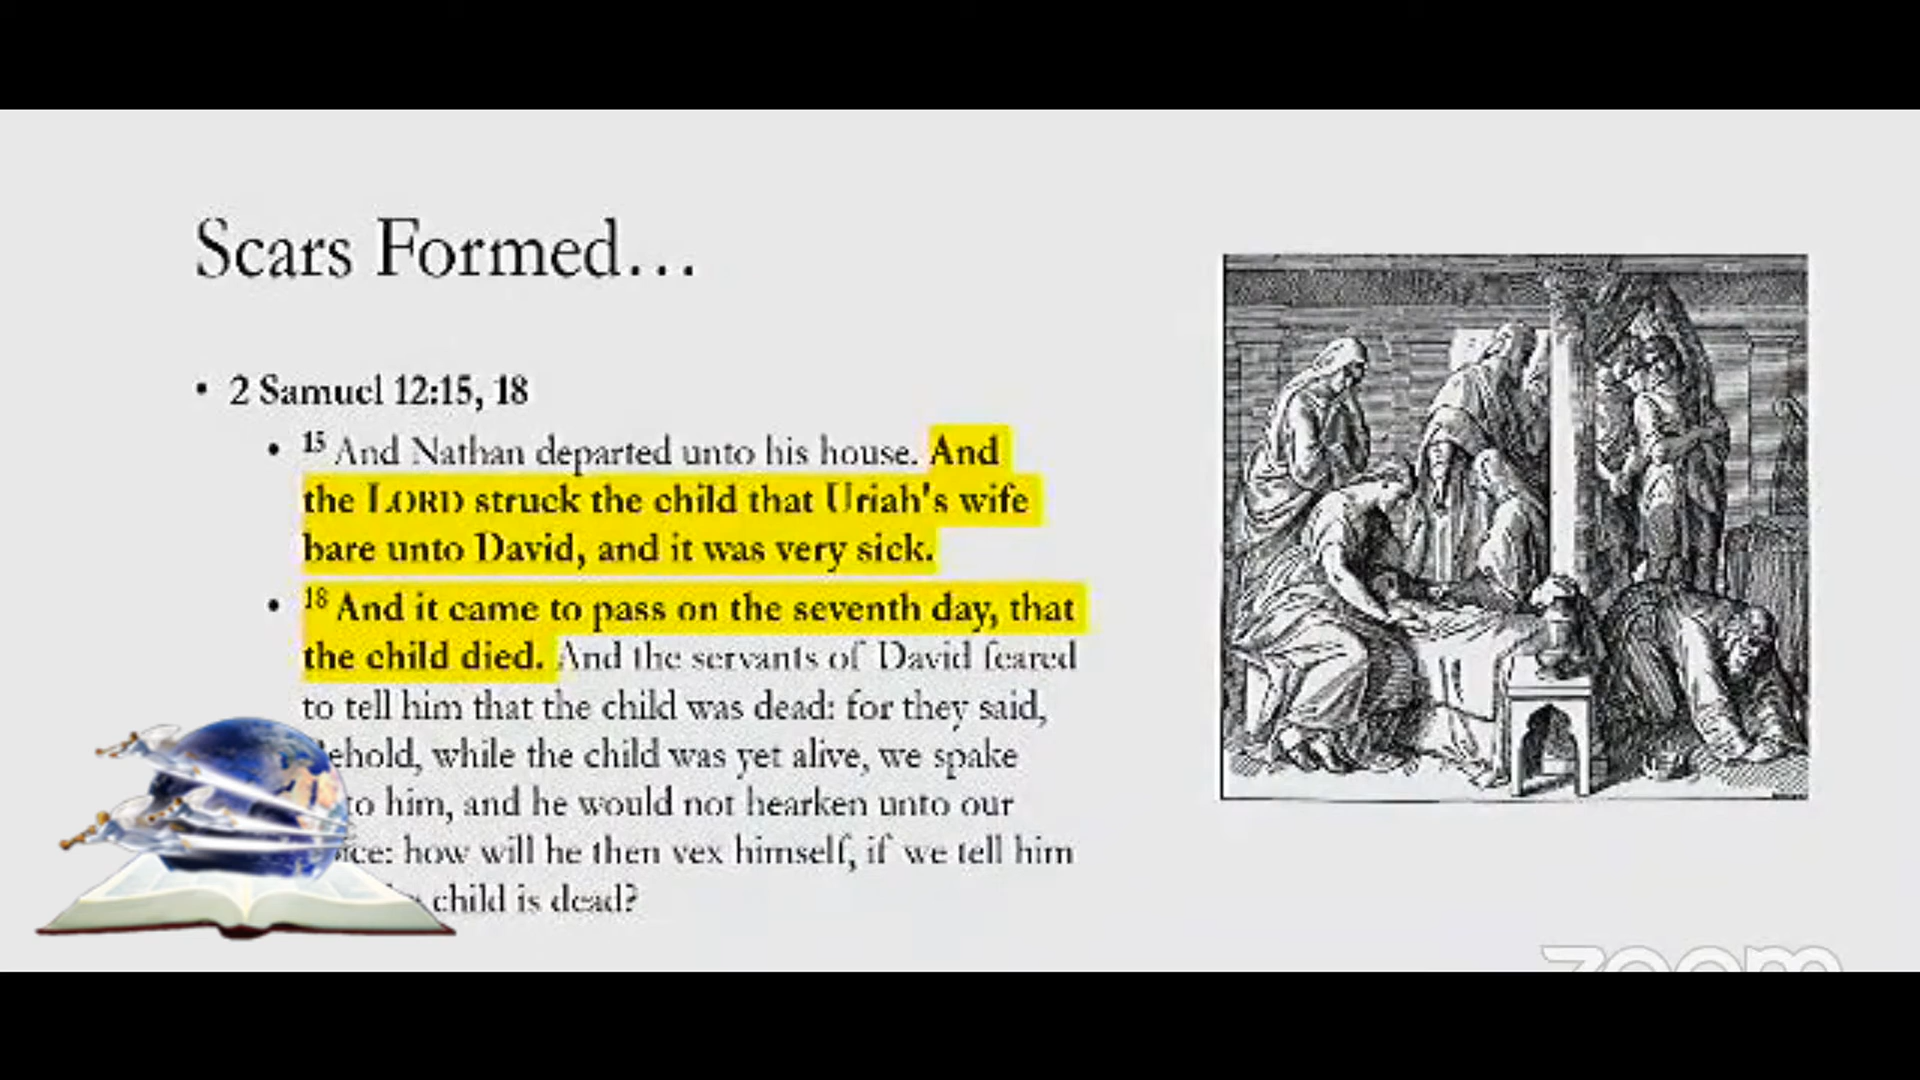 Scars Formed...
• 2 Samuel 12:15, 18
• 15 And Nathan departed unto his house. And
the LORD struck the child that Uriah's wife
bare unto David, and it was very sick.
• 18 And it came to pass on the seventh day, that
the child died. And the servants of David feared
to tell him that the child was dead: for they said,
ehold, while the child was yet alive, we spake
to him, and he would not hearken unto our
ice: how will he then vex himself, if we tell him
child is dead?
zoom